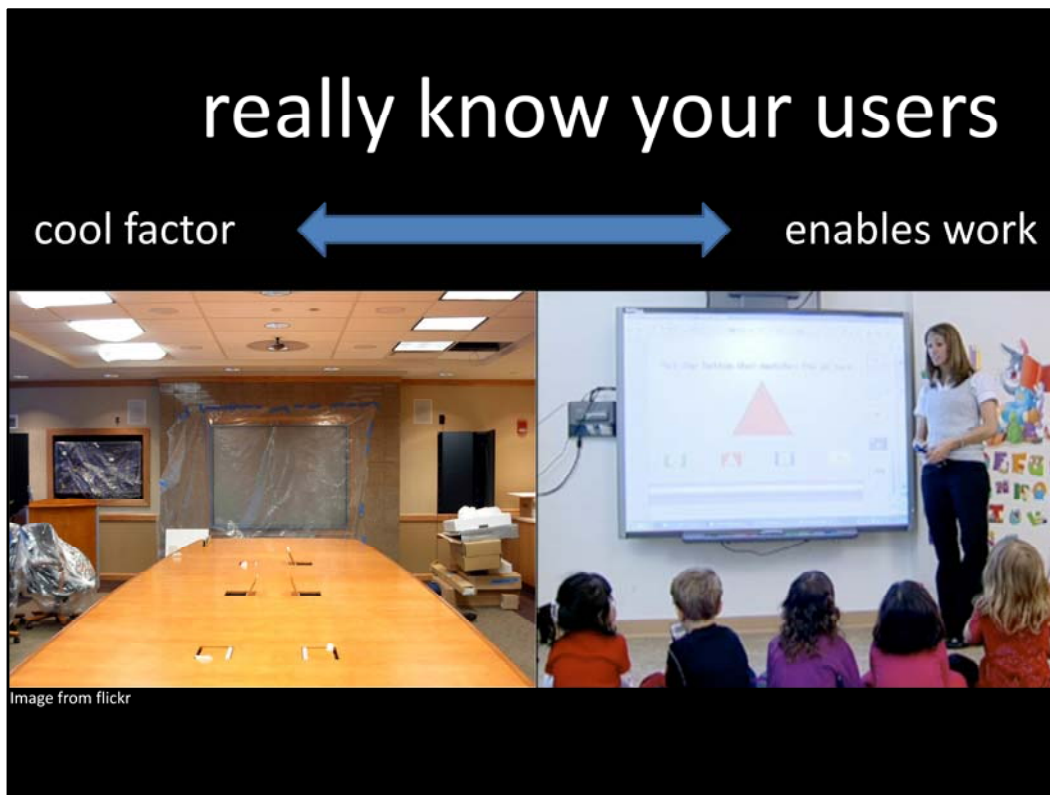 really know your users
cool factor
enables work
Image from flickr